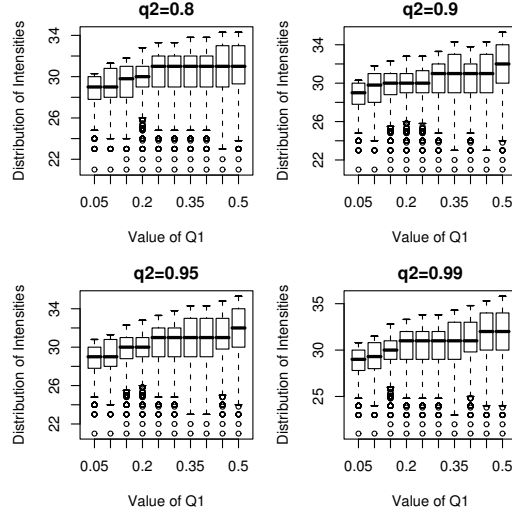 q2=0.8
Distribution of Intensities
34
30
26
22
0.05 0.2 0.35 0.5
Value of Q1
q2=0.9
Distribution of Intensities
34
30
26
22
0.05 0.2 0.35 0.5
Value of Q1
q2=0.95
Distribution of Intensities
34
30
26
22
0.05 0.2 0.35 0.5
Value of Q1
q2=0.99
Distribution of Intensities
35
30
25
0.05 0.2 0.35 0.5
Value of Q1